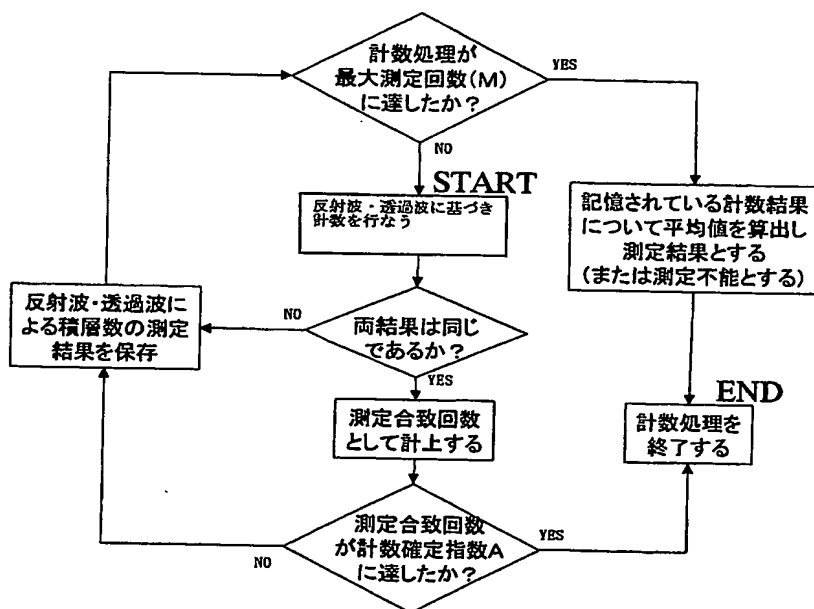 計数処理が
最大測定回数(M)
に達したか？
YES
NO
START
反射波・透過波に基づき
計数を行なう
記憶されている計数結果
について平均値を算出し
測定結果とする
(または測定不能とする)
反射波・透過波に
よる積層数の測定
結果を保存
NO
両結果は同じ
であるか？
YES
測定合致回数
として計上する
END
計数処理を
終了する
測定合致回数
が計数確定指数A
に達したか？
NO
YES